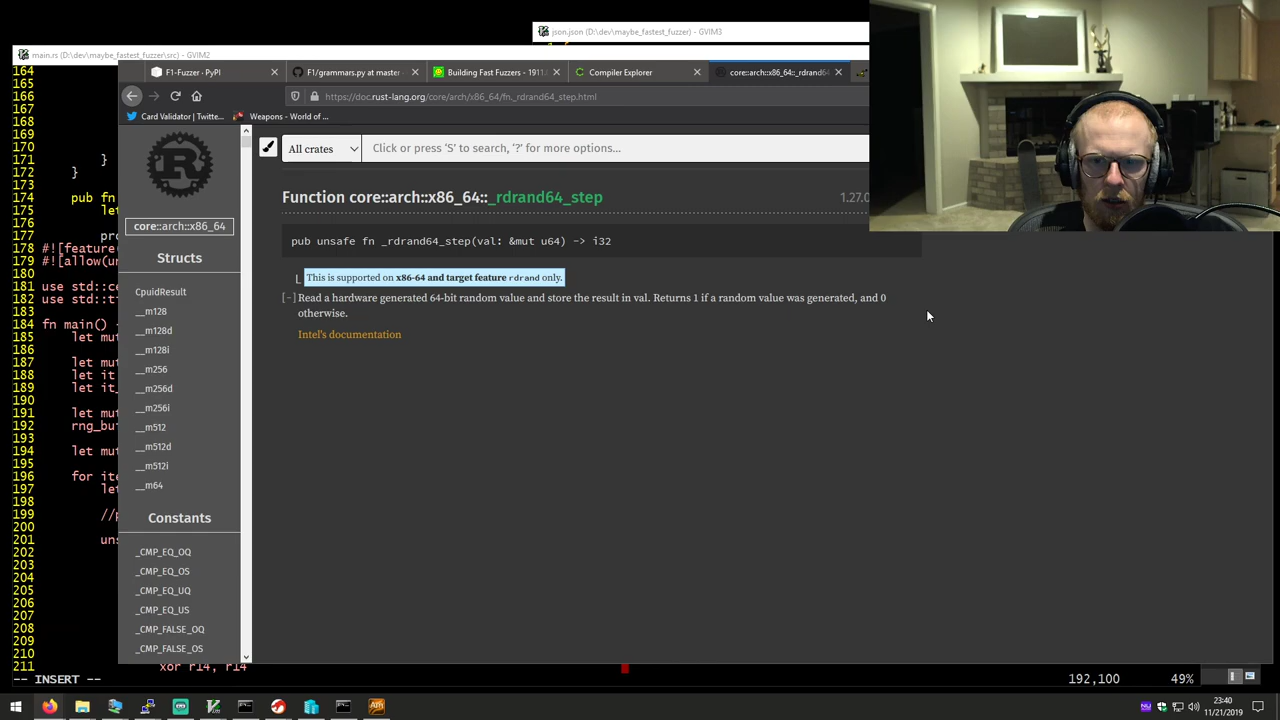 json.json (D:\dev\maybe_fastest_fuzzer) - GVIM3
main.rs (D:\dev\maybe_fastest_fuzzer\src) - GVIM2
F1-Fuzzer · PyPI
F1/grammars.py at master
Building Fast Fuzzers - 1911.
Compiler Explorer
core::arch::x86_64::_rdrand64
https://doc.rust-lang.org/core/arch/x86_64/fn._rdrand64_step.html
Card Validator | Twitte...
Weapons - World of ...
All crates
Click or press ‘S’ to search, ‘?’ for more options...
Function core::arch::x86_64::_rdrand64_step
1.27.0
pub unsafe fn _rdrand64_step(val: &mut u64) -> i32
This is supported on x86-64 and target feature rdrand only.
[-] Read a hardware generated 64-bit random value and store the result in val. Returns 1 if a random value was generated, and 0
otherwise.
Intel's documentation
core::arch::x86_64
Structs
CpuidResult
__m128
__m128d
__m128i
__m256
__m256d
__m256i
__m512
__m512d
__m512i
__m64
Constants
_CMP_EQ_OQ
_CMP_EQ_OS
_CMP_EQ_UQ
_CMP_EQ_US
_CMP_FALSE_OQ
_CMP_FALSE_OS
164
165
166
167
168
169
170
171 }
172 }
173
174 pub fn
175 let
176
177 pro
178 #![feature(
179 #![allow(un
180
181 use std::co
182 use std::t
183
184 fn main() {
185 let mut
186
187 let mut
188 let it
189 let it_
190
191 let mut
192 rng_bu
193
194 let mut
195
196 for ite
197 let
198
199 //p
200
201 uns
202
203
204
205
206
207
208
209
210
211 xor r14, r14
-- INSERT --
192,100
49%
23:40
11/21/2019